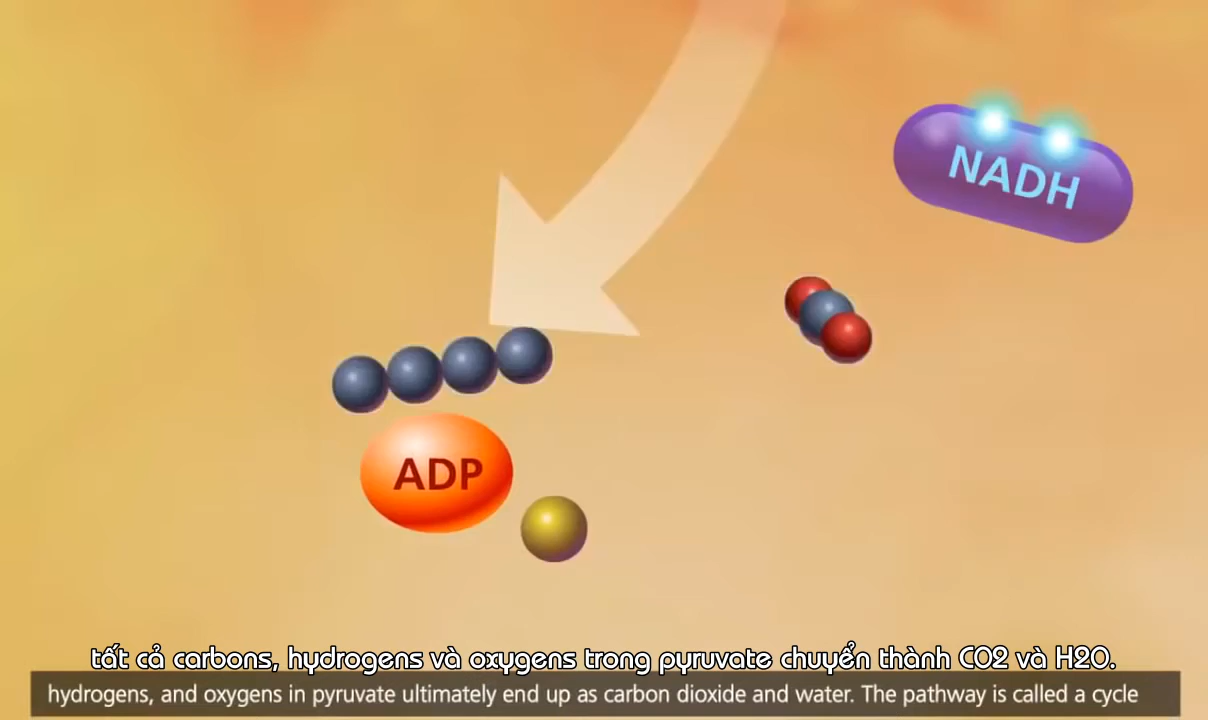 NADH
ADP
tất cả carbons, hydrogens và oxygens trong pyruvate chuyển thành CO2 và H2O.
hydrogens, and oxygens in pyruvate ultimately end up as carbon dioxide and water. The pathway is called a cycle